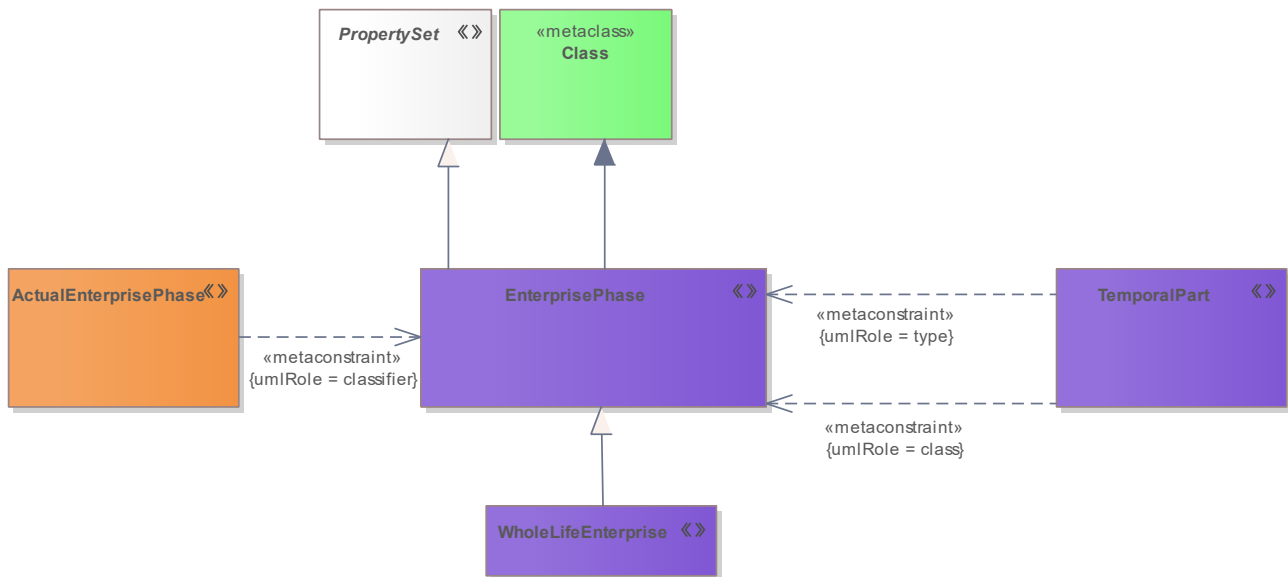 PropertySet «»
«metaclass»
Class
ActualEnterprisePhase «»
EnterprisePhase «»
TemporalPart «»
«metaconstraint»
{umlRole = type}
«metaconstraint»
{umlRole = classifier}
«metaconstraint»
{umlRole = class}
WholeLifeEnterprise «»